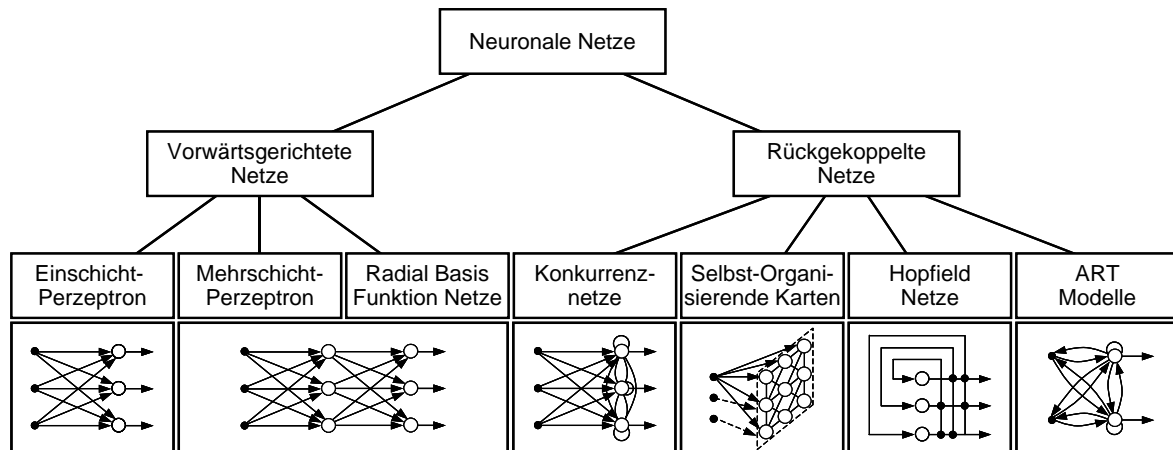 Neuronale Netze
Vorwärtsgerichtete
Netze
Rückgekoppelte
Netze
Einschicht-
Perzeptron
Mehrschicht-
Perzeptron
Radial Basis
Funktion Netze
Konkurrenz-
netze
Selbst-Organi-
sierende Karten
Hopfield
Netze
ART
Modelle